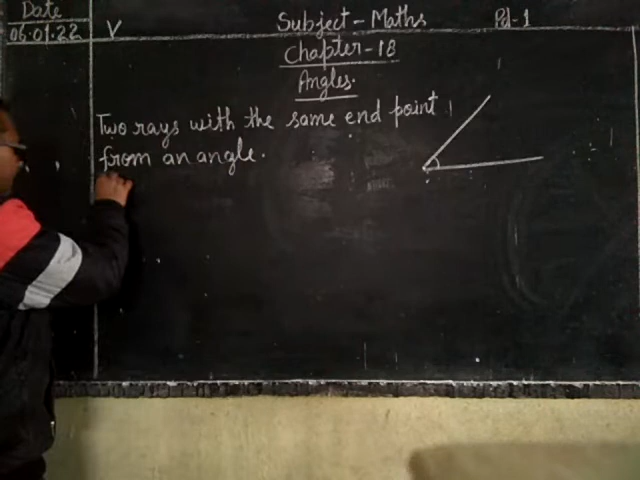 Date
06.01.22
V
Subject - Maths
Pd-1
Chapter-18
Angles.
Two rays with the same end point
from an angle.